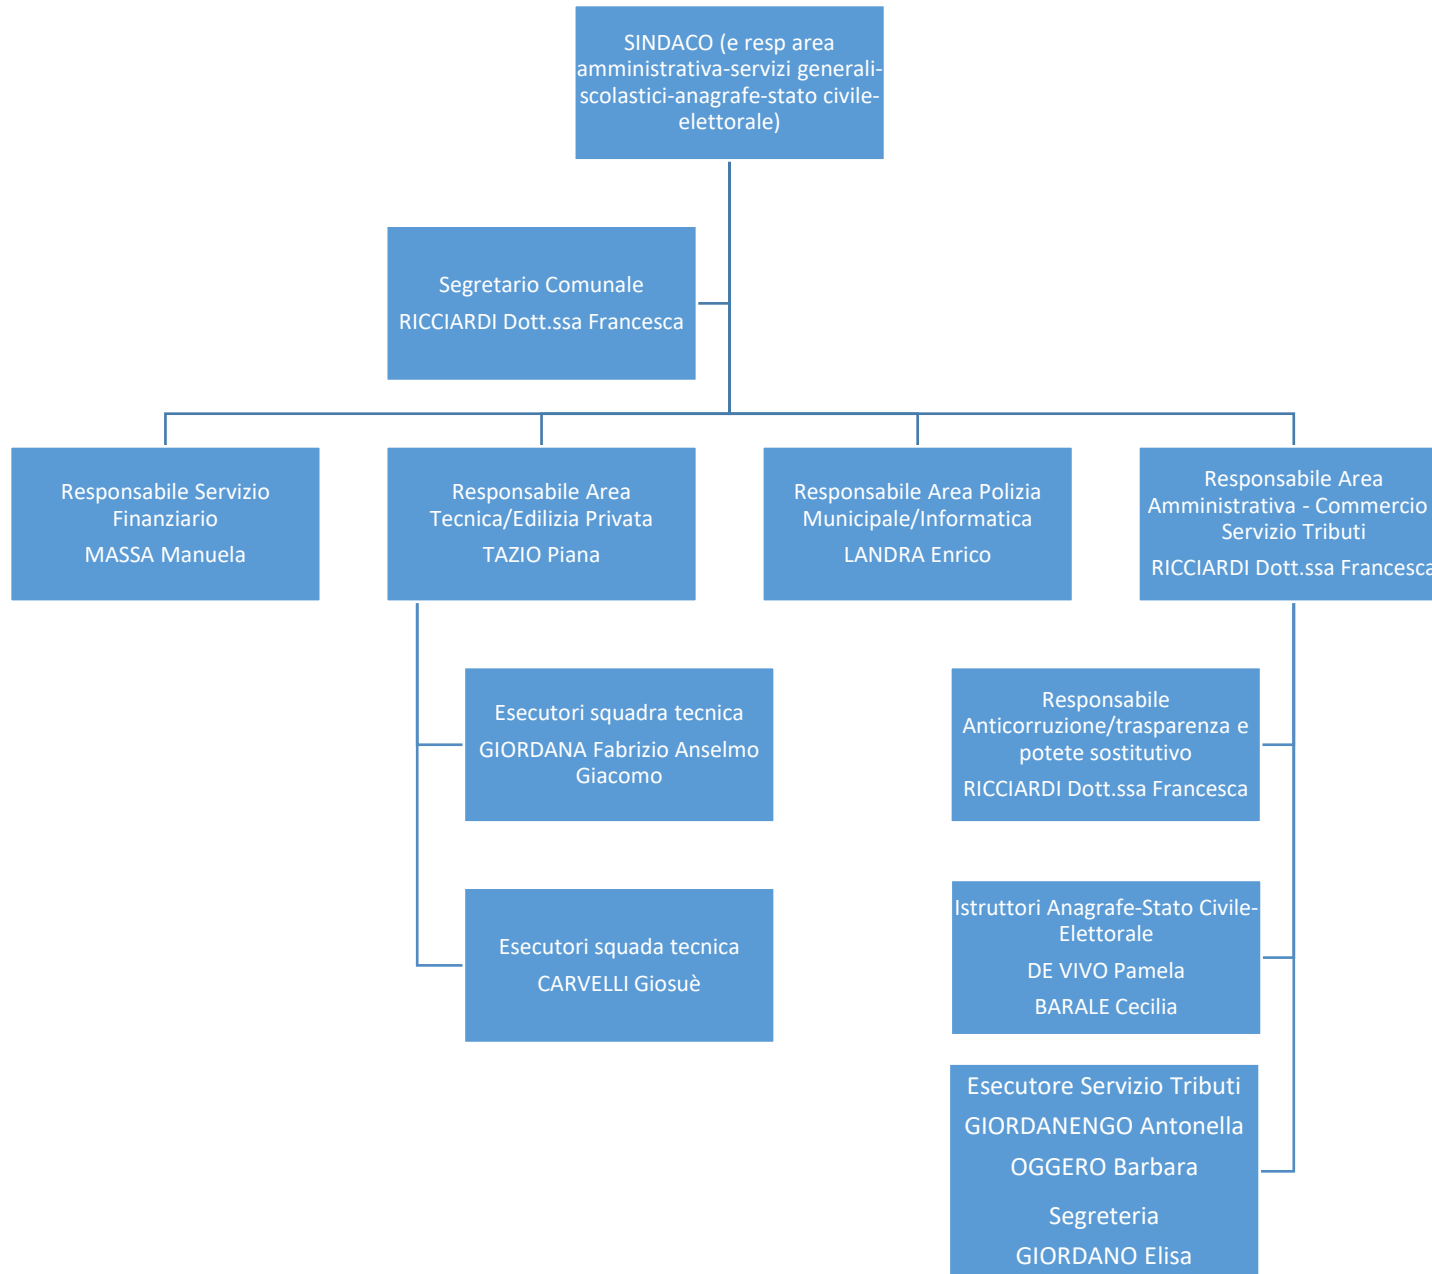 SINDACO (e resp area
amministrativa-servizi generali-
scolastici-anagrafe-stato civile-
elettorale)
Segretario Comunale
RICCIARDI Dott.ssa Francesca
Responsabile Servizio
Finanziario
MASSA Manuela
Responsabile Area
Tecnica/Edilizia Privata
TAZIO Piana
Responsabile Area Polizia
Municipale/Informatica
LANDRA Enrico
Responsabile Area
Amministrativa - Commercio
Servizio Tributi
RICCIARDI Dott.ssa Francesca
Esecutori squadra tecnica
GIORDANA Fabrizio Anselmo
Giacomo
Esecutori squada tecnica
CARVELLI Giosuè
Responsabile
Anticorruzione/trasparenza e
potete sostitutivo
RICCIARDI Dott.ssa Francesca
Istruttori Anagrafe-Stato Civile-
Elettorale
DE VIVO Pamela
BARALE Cecilia
Esecutore Servizio Tributi
GIORDANENGO Antonella
OGGERO Barbara
Segreteria
GIORDANO Elisa